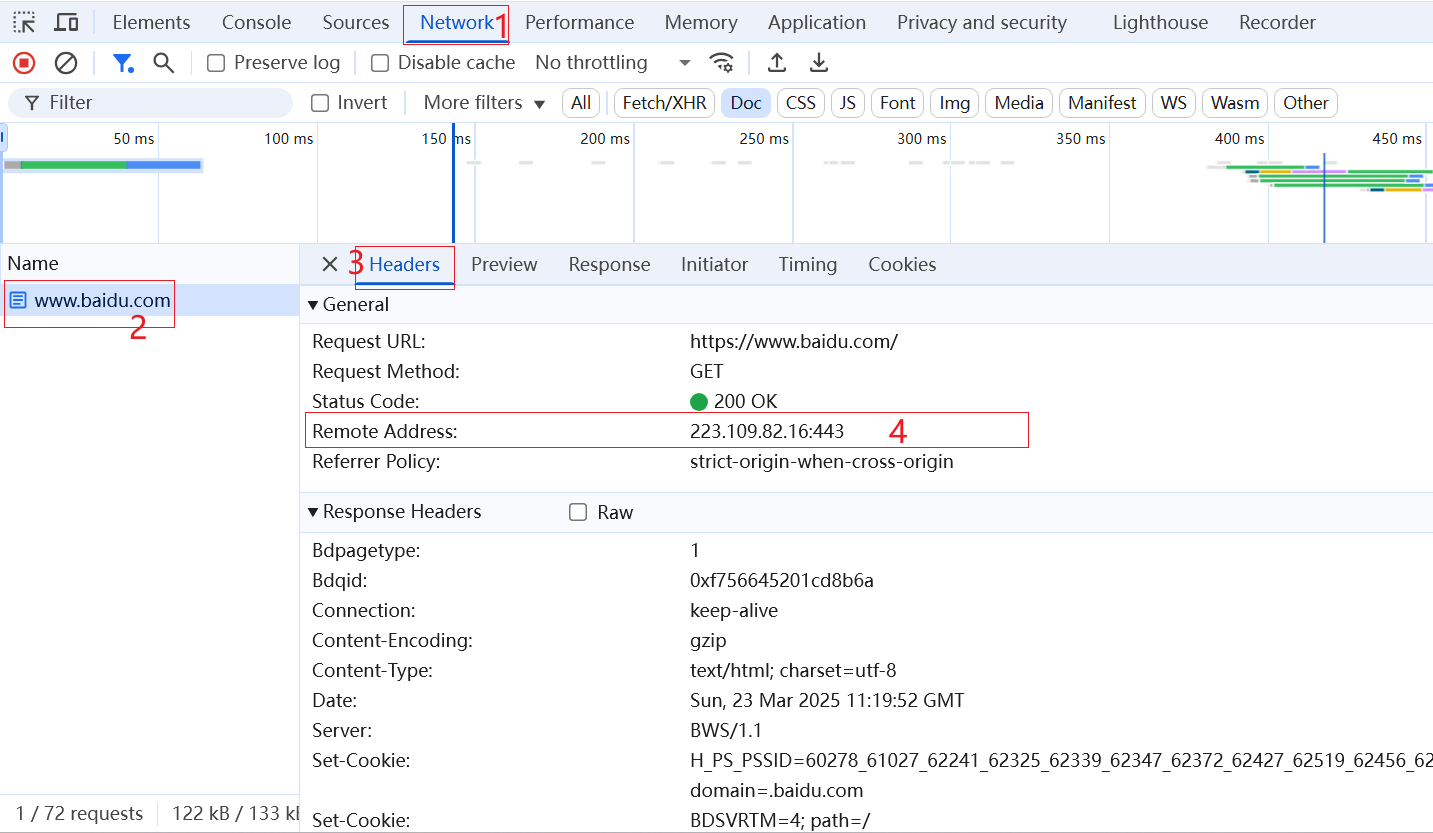 Elements Console Sources Network 1 Performance Memory Application Privacy and security Lighthouse Recorder
Preserve log Disable cache No throttling
Filter Invert More filters All Fetch/XHR Doc CSS JS Font Img Media Manifest WS Wasm Other
50 ms 100 ms 150 ms 200 ms 250 ms 300 ms 350 ms 400 ms 450 ms
Name
3 Headers Preview Response Initiator Timing Cookies
www.baidu.com
2
General
Request URL: https://www.baidu.com/
Request Method: GET
Status Code: 200 OK
Remote Address: 223.109.82.16:443 4
Referrer Policy: strict-origin-when-cross-origin
Response Headers Raw
Bdpagetype: 1
Bdqid: 0xf756645201cd8b6a
Connection: keep-alive
Content-Encoding: gzip
Content-Type: text/html; charset=utf-8
Date: Sun, 23 Mar 2025 11:19:52 GMT
Server: BWS/1.1
Set-Cookie: H_PS_PSSID=60278_61027_62241_62325_62339_62347_62372_62427_62519_62456_62
domain=.baidu.com
Set-Cookie: BDSVRTM=4; path=/
1 / 72 requests 122 kB / 133 k